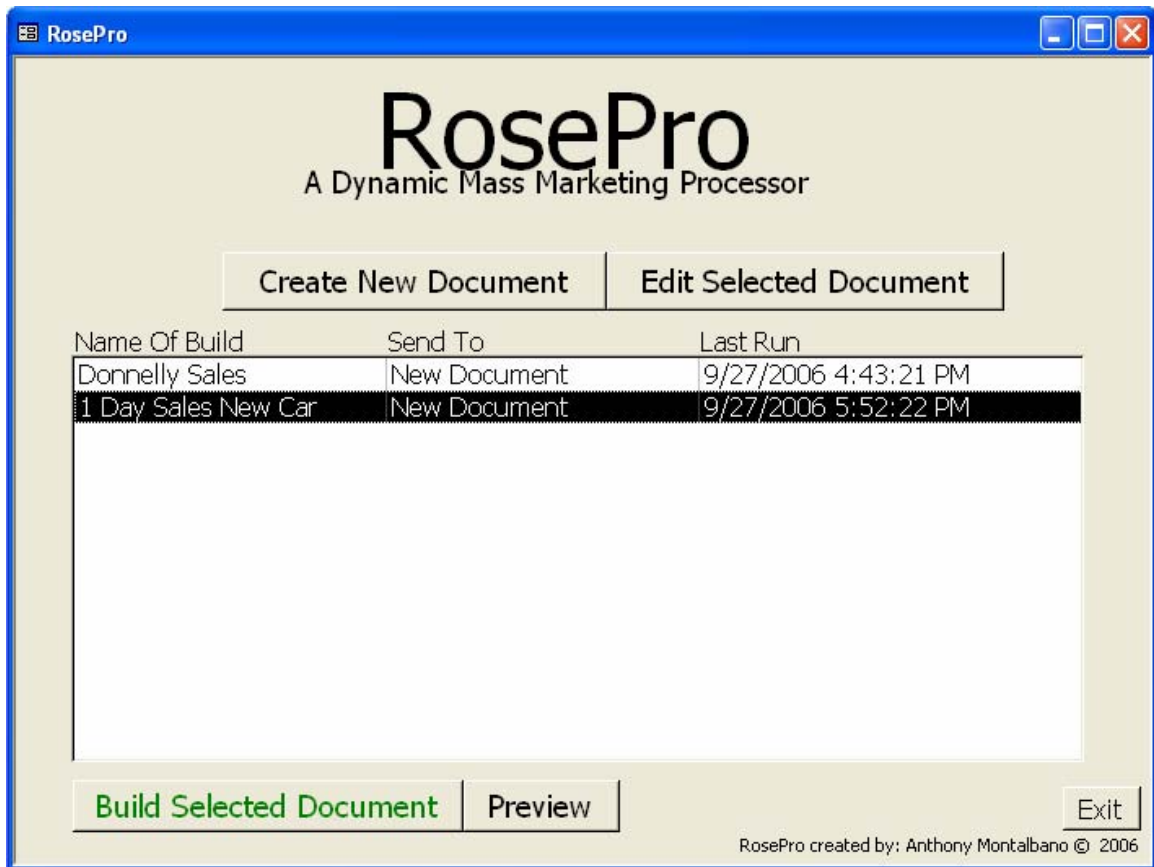 RosePro
RosePro
A Dynamic Mass Marketing Processor
Create New Document Edit Selected Document
Name Of Build Send To Last Run
Donnelly Sales New Document 9/27/2006 4:43:21 PM
1 Day Sales New Car New Document 9/27/2006 5:52:22 PM
Build Selected Document Preview Exit
RosePro created by: Anthony Montalbano © 2006